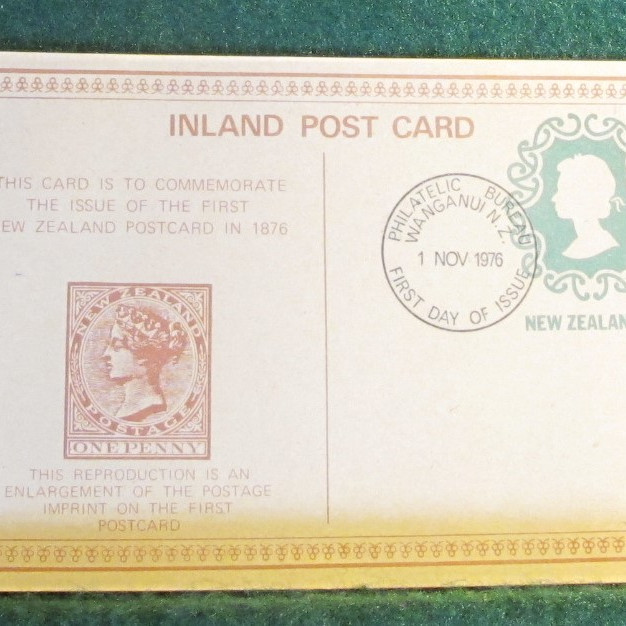 INLAND POST CARD
THIS CARD IS TO COMMEMORATE
THE ISSUE OF THE FIRST
EW ZEALAND POSTCARD IN 1876
NEW ZEALAND
POSTAGE
ONE PENNY
THIS REPRODUCTION IS AN
ENLARGEMENT OF THE POSTAGE
IMPRINT ON THE FIRST
POSTCARD
PHILATELIC BUREAU
WANGANUI N.Z.
1 NOV 1976
FIRST DAY OF ISSUE
NEW ZEALAN